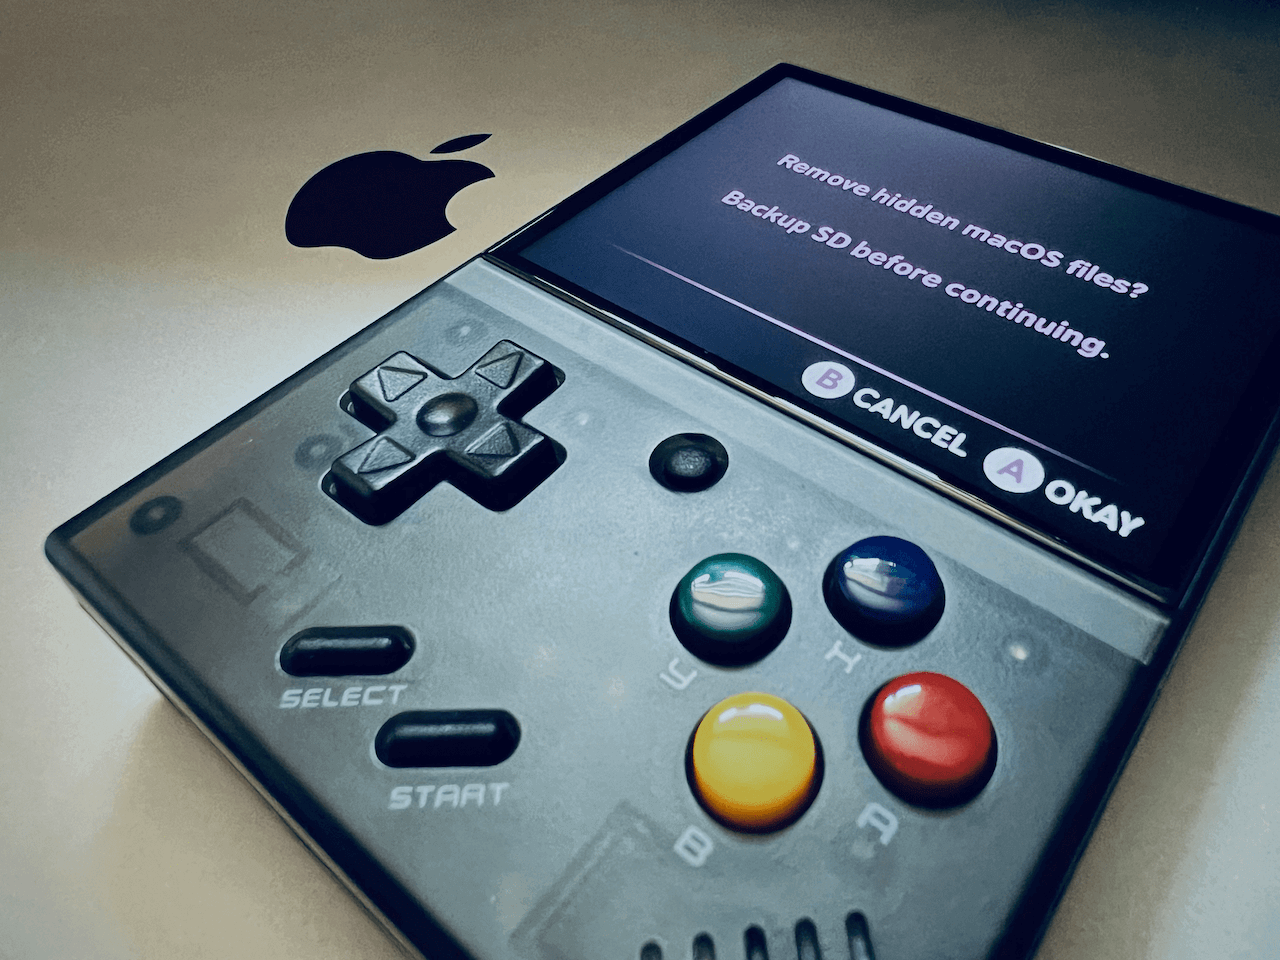 Remove hidden macOS files?
Backup SD before continuing.
B CANCEL A OKAY
SELECT
START
Y
X
B
A